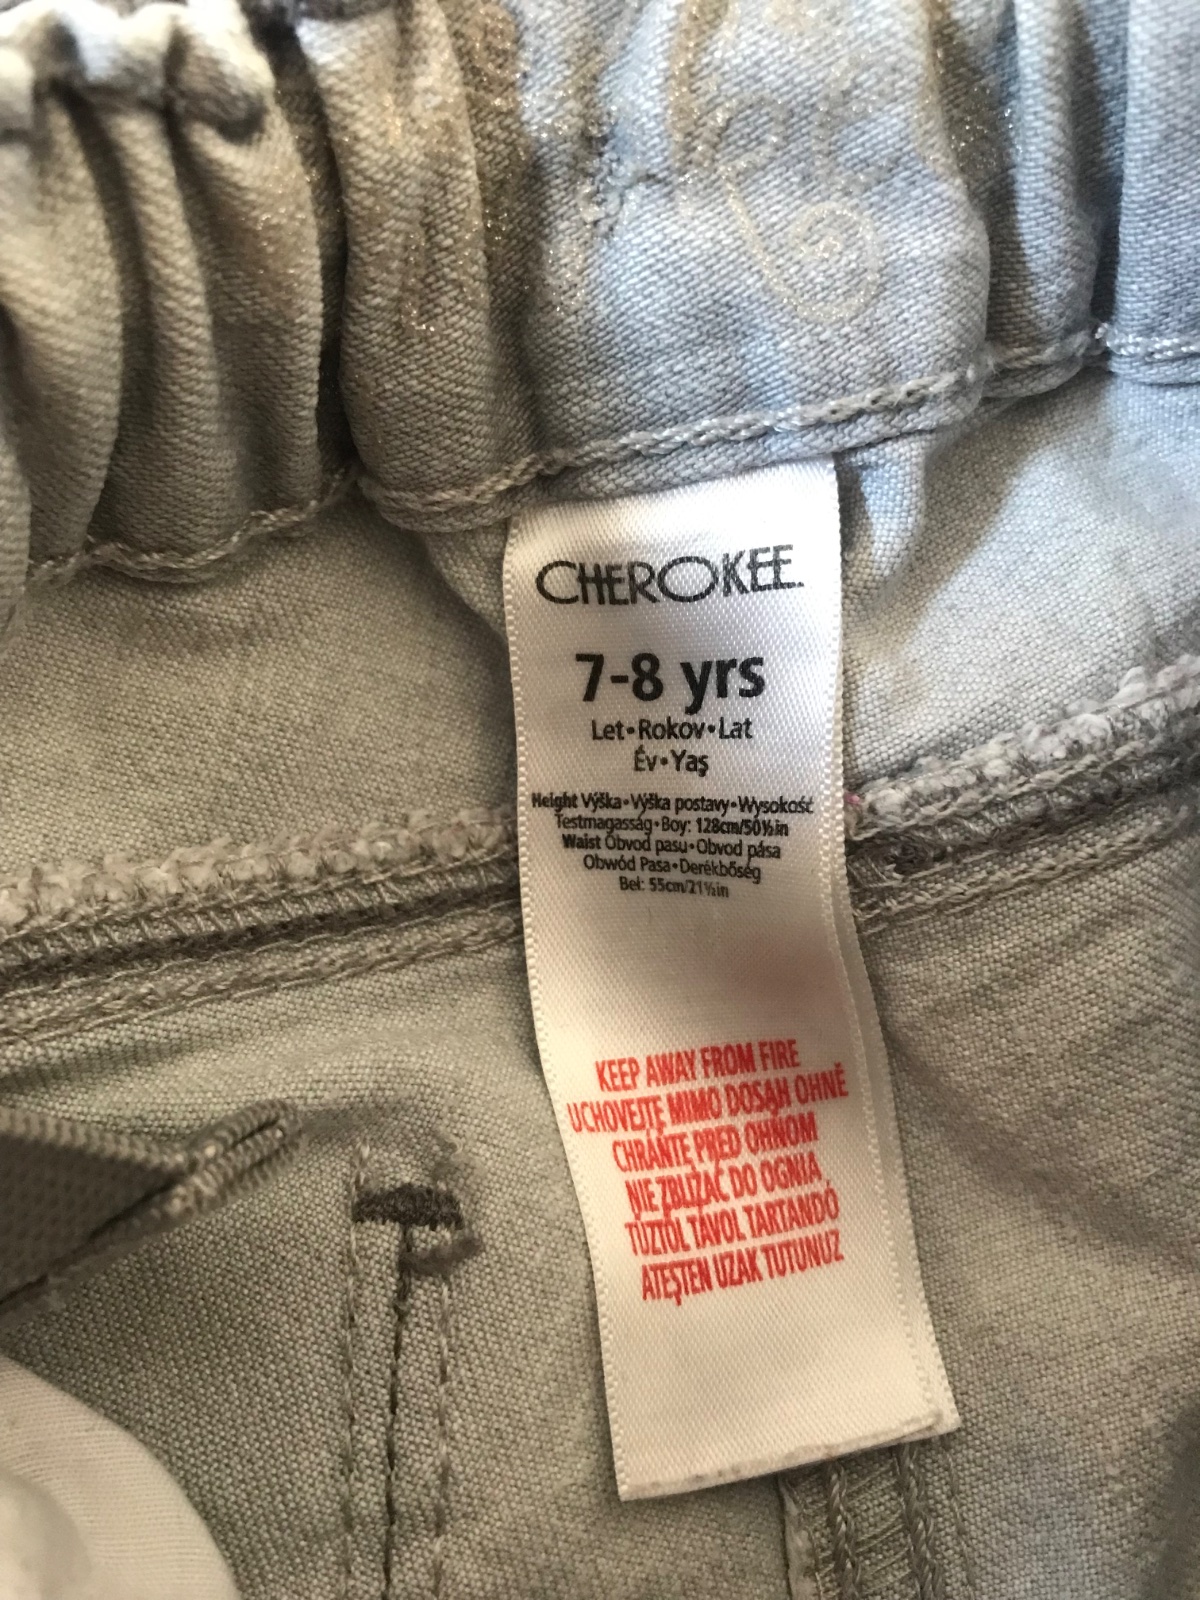 CHEROKEE
7-8 yrs
Let•Rokov•Lat
Év•Yaş
Height Výška•Výška postavy•Wysokość
Testmagasság•Boy: 128cm/50½in
Waist Obvod pasu•Obvod pása
Obwód Pasa•Derékbőség
Bel: 55cm/21½in
KEEP AWAY FROM FIRE
UCHOVEJTE MIMO DOSAH OHNĚ
CHRÁŇTE PRED OHŇOM
NIE ZBLIŻAĆ DO OGNIA
TŰZTŐL TÁVOL TARTANDÓ
ATEŞTEN UZAK TUTUNUZ